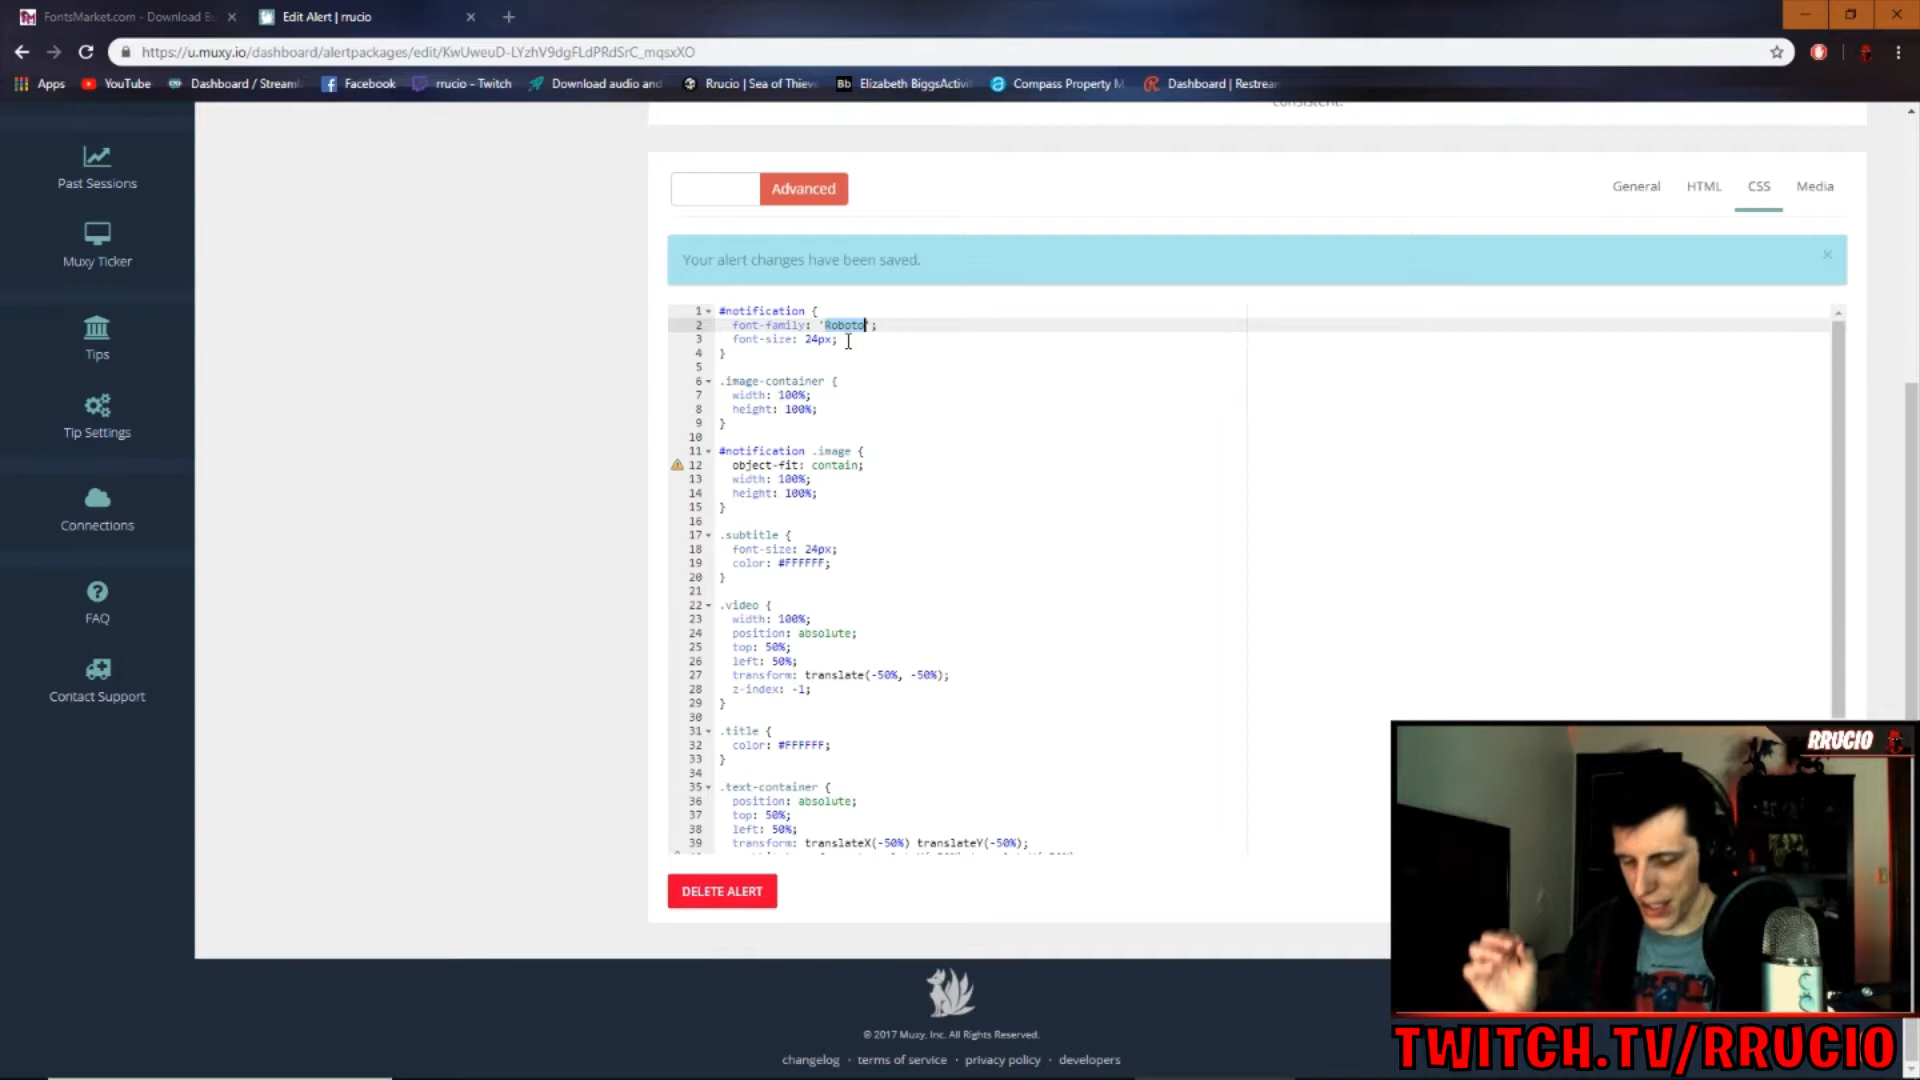 FontsMarket.com - Download Bu
Edit Alert | rrucio
https://u.muxy.io/dashboard/alertpackages/edit/KwUweuD-LYzhV9dgFLdPRdSrC_mqsxXO
Apps
YouTube
Dashboard / Streaml
Facebook
rrucio - Twitch
Download audio and
Rrucio | Sea of Thiev
Elizabeth BiggsActivi
Compass Property M
Dashboard | Restrean
consistent.
Past Sessions
Muxy Ticker
Tips
Tip Settings
Connections
FAQ
Contact Support
Advanced
General HTML CSS Media
Your alert changes have been saved. ×
1 #notification {
2 font-family: 'Roboto';
3 font-size: 24px;
4 }
5
6 .image-container {
7 width: 100%;
8 height: 100%;
9 }
10
11 #notification .image {
12 object-fit: contain;
13 width: 100%;
14 height: 100%;
15 }
16
17 .subtitle {
18 font-size: 24px;
19 color: #FFFFFF;
20 }
21
22 .video {
23 width: 100%;
24 position: absolute;
25 top: 50%;
26 left: 50%;
27 transform: translate(-50%, -50%);
28 z-index: -1;
29 }
30
31 .title {
32 color: #FFFFFF;
33 }
34
35 .text-container {
36 position: absolute;
37 top: 50%;
38 left: 50%;
39 transform: translateX(-50%) translateY(-50%);
DELETE ALERT
© 2017 Muxy, Inc. All Rights Reserved.
changelog · terms of service · privacy policy · developers
RRUCIO
TWITCH.TV/RRUCIO